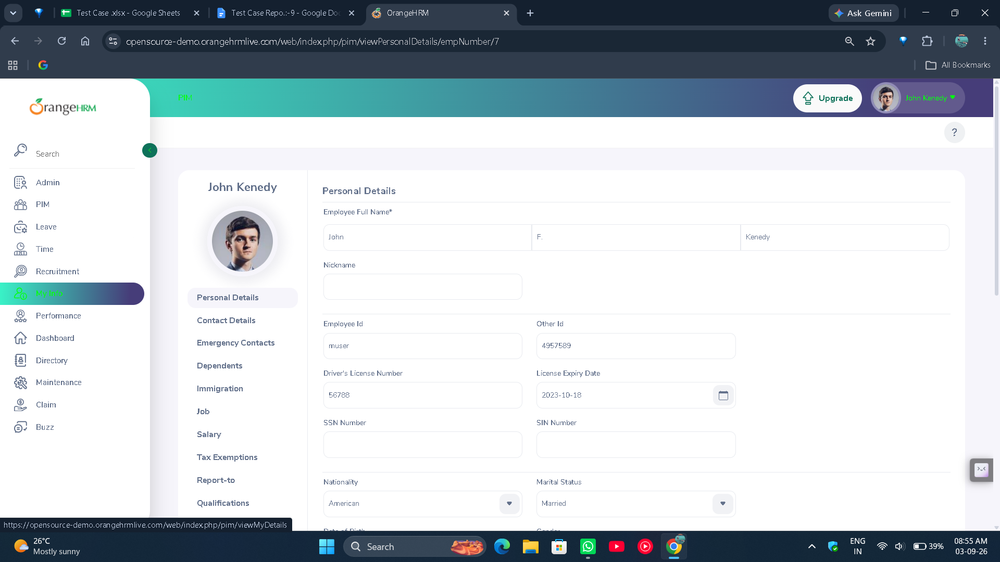 Test Case .xlsx - Google Sheets
Test Case Repo.:-9 - Google Do
OrangeHRM
Ask Gemini
opensource-demo.orangehrmlive.com/web/index.php/pim/viewPersonalDetails/empNumber/7
All Bookmarks
OrangeHRM
PIM
Upgrade
John Kenedy
?
Search
Admin
PIM
Leave
Time
Recruitment
My Info
Performance
Dashboard
Directory
Maintenance
Claim
Buzz
John Kenedy
Personal Details
Contact Details
Emergency Contacts
Dependents
Immigration
Job
Salary
Tax Exemptions
Report-to
Qualifications
Personal Details
Employee Full Name*
John F. Kenedy
Nickname
Employee Id Other Id
muser 4957589
Driver's License Number License Expiry Date
56788 2023-10-18
SSN Number SIN Number
Nationality Marital Status
American Married
Date of Birth Gender
https://opensource-demo.orangehrmlive.com/web/index.php/pim/viewMyDetails
26°C
Mostly sunny
Search
ENG
IN
39%
08:55 AM
03-09-26